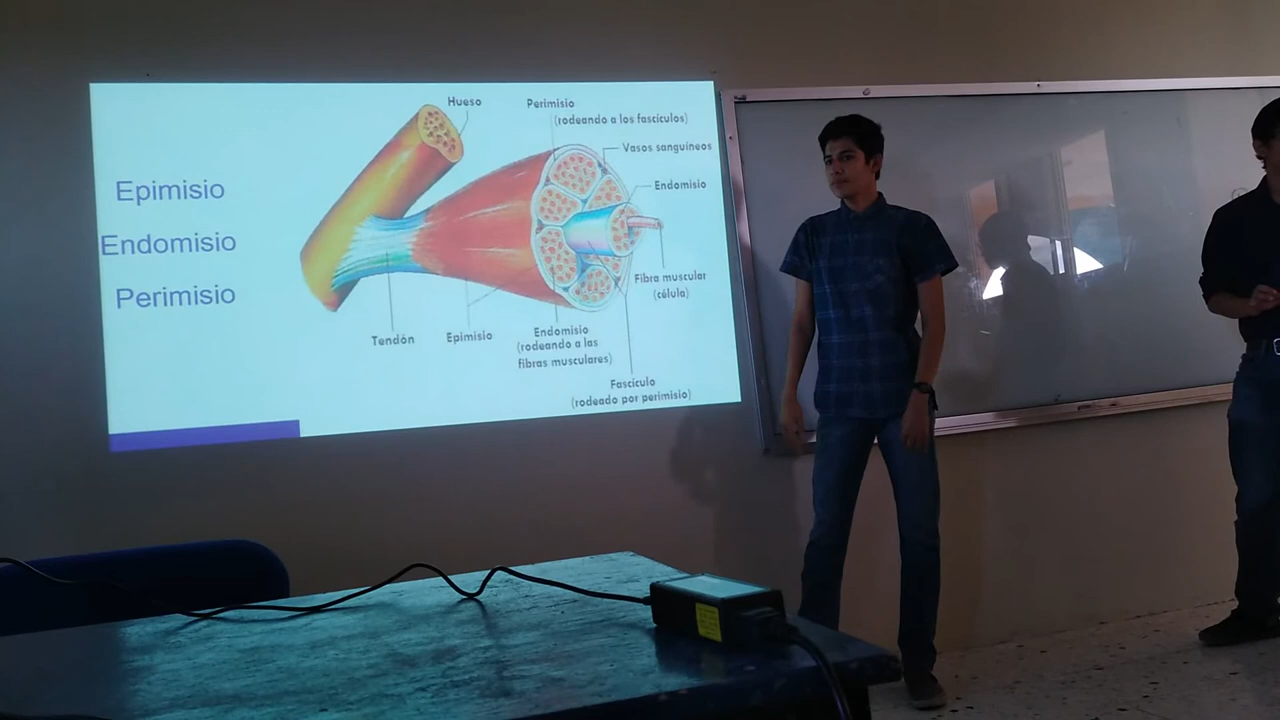 Epimisio
Endomisio
Perimisio
Hueso
Perimisio
(rodeando a los fascículos)
Vasos sanguíneos
Endomisio
Fibra muscular
(célula)
Tendón
Epimisio
Endomisio
(rodeando a las
fibras musculares)
Fascículo
(rodeado por perimisio)